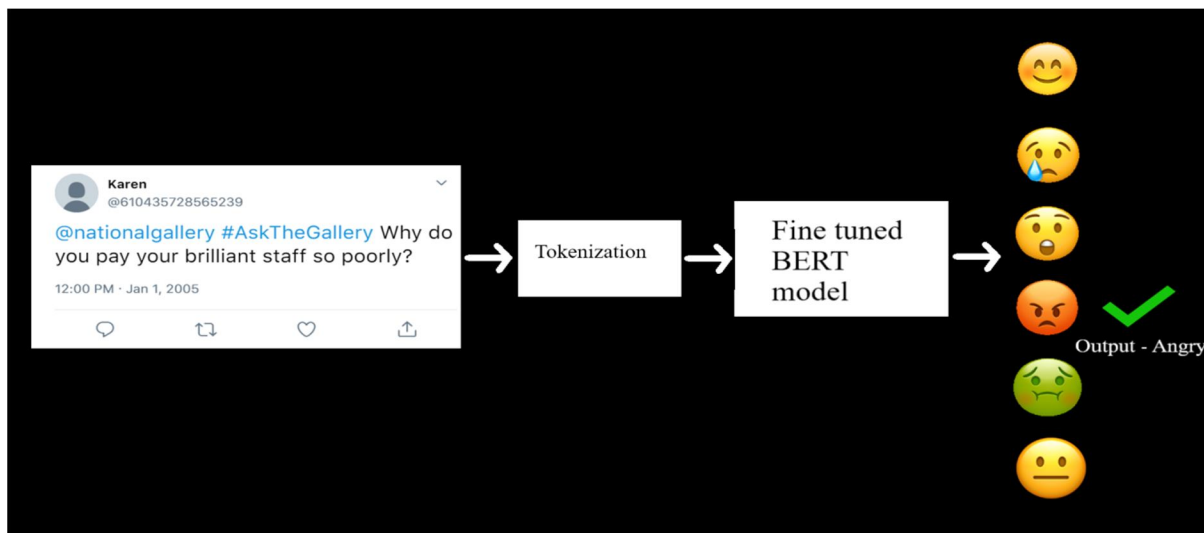 Karen
@610435728565239
@nationalgallery #AskTheGallery Why do
you pay your brilliant staff so poorly?
12:00 PM · Jan 1, 2005
Tokenization
Fine tuned
BERT
model
Output - Angry